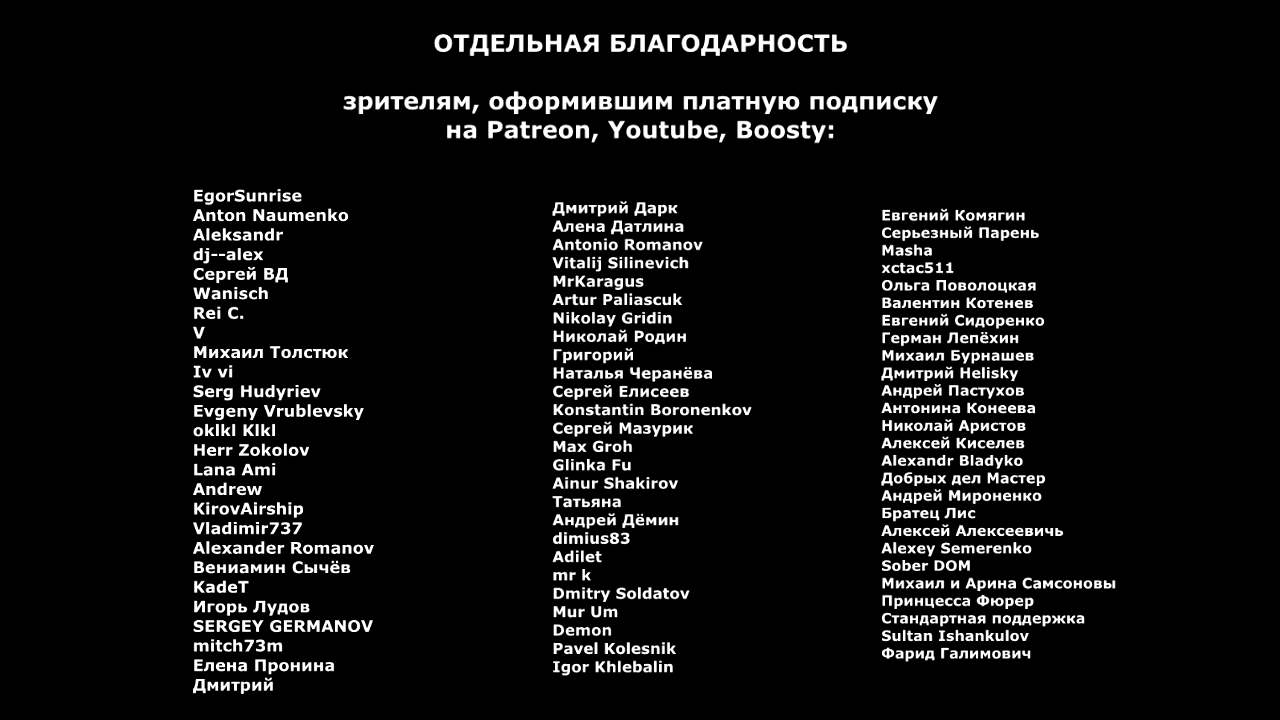 ОТДЕЛЬНАЯ БЛАГОДАРНОСТЬ
зрителям, оформившим платную подписку
на Patreon, Youtube, Boosty:
EgorSunrise
Anton Naumenko
Aleksandr
dj--alex
Сергей ВД
Wanisch
Rei C.
V
Михаил Толстюк
Iv vi
Serg Hudyriev
Evgeny Vrublevsky
oklkl Klkl
Herr Zokolov
Lana Ami
Andrew
KirovAirship
Vladimir737
Alexander Romanov
Вениамин Сычёв
KadeT
Игорь Лудов
SERGEY GERMANOV
mitch73m
Елена Пронина
Дмитрий
Дмитрий Дарк
Алена Датлина
Antonio Romanov
Vitalij Silinevich
MrKaragus
Artur Paliascuk
Nikolay Gridin
Николай Родин
Григорий
Наталья Черанёва
Сергей Елисеев
Konstantin Boronenkov
Сергей Мазурик
Max Groh
Glinka Fu
Ainur Shakirov
Татьяна
Андрей Дёмин
dimius83
Adilet
mr k
Dmitry Soldatov
Mur Um
Demon
Pavel Kolesnik
Igor Khlebalin
Евгений Комягин
Серьезный Парень
Masha
xctac511
Ольга Поволоцкая
Валентин Котенев
Евгений Сидоренко
Герман Лепёхин
Михаил Бурнашев
Дмитрий Helisky
Андрей Пастухов
Антонина Конеева
Николай Аристов
Алексей Киселев
Alexandr Bladyko
Добрых дел Мастер
Андрей Мироненко
Братец Лис
Алексей Алексеевичь
Alexey Semerenko
Sober DOM
Михаил и Арина Самсоновы
Принцесса Фюрер
Стандартная поддержка
Sultan Ishankulov
Фарид Галимович